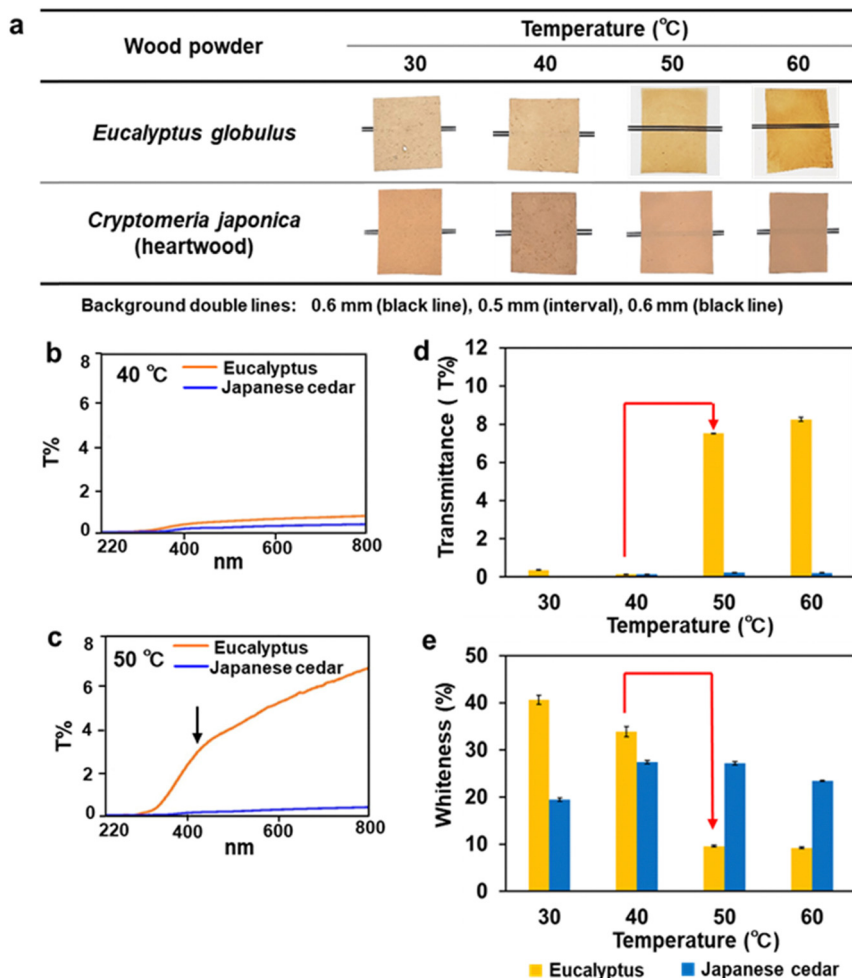 a
Wood powder
Temperature (°C)
30 40 50 60
Eucalyptus globulus
Cryptomeria japonica
(heartwood)
Background double lines: 0.6 mm (black line), 0.5 mm (interval), 0.6 mm (black line)
b
40 °C
Eucalyptus
Japanese cedar
T%
8
6
4
2
0
220 400 600 800
nm
c
50 °C
Eucalyptus
Japanese cedar
T%
8
6
4
2
0
220 400 600 800
nm
d
Transmittance ( T%)
12
10
8
6
4
2
0
30 40 50 60
Temperature (°C)
e
Whiteness (%)
50
40
30
20
10
0
30 40 50 60
Temperature (°C)
Eucalyptus Japanese cedar